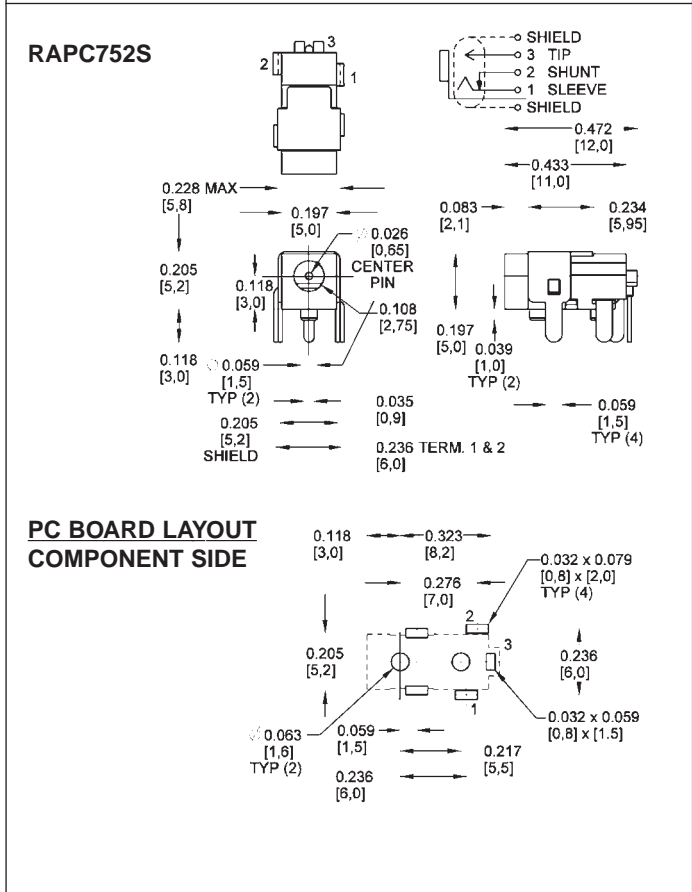 RAPC752S
3
2
1
SHIELD
3 TIP
2 SHUNT
1 SLEEVE
SHIELD
0.472
[12,0]
0.433
[11,0]
0.228 MAX
[5,8]
0.197
[5,0]
∅ 0.026
[0,65]
CENTER
PIN
0.083
[2,1]
0.234
[5,95]
0.205
[5,2]
0.118
[3,0]
0.108
[2,75]
0.197
[5,0]
0.039
[1,0]
TYP (2)
0.118
[3,0]
∅ 0.059
[1,5]
TYP (2)
0.035
[0,9]
0.059
[1,5]
TYP (4)
0.205
[5,2]
SHIELD
0.236 TERM. 1 & 2
[6,0]
PC BOARD LAYOUT
COMPONENT SIDE
0.118
[3,0]
0.323
[8,2]
0.276
[7,0]
0.032 x 0.079
[0,8] x [2,0]
TYP (4)
2
3
1
0.205
[5,2]
0.236
[6,0]
∅ 0.063
[1,6]
TYP (2)
0.059
[1,5]
0.217
[5,5]
0.032 x 0.059
[0,8] x [1.5]
0.236
[6,0]